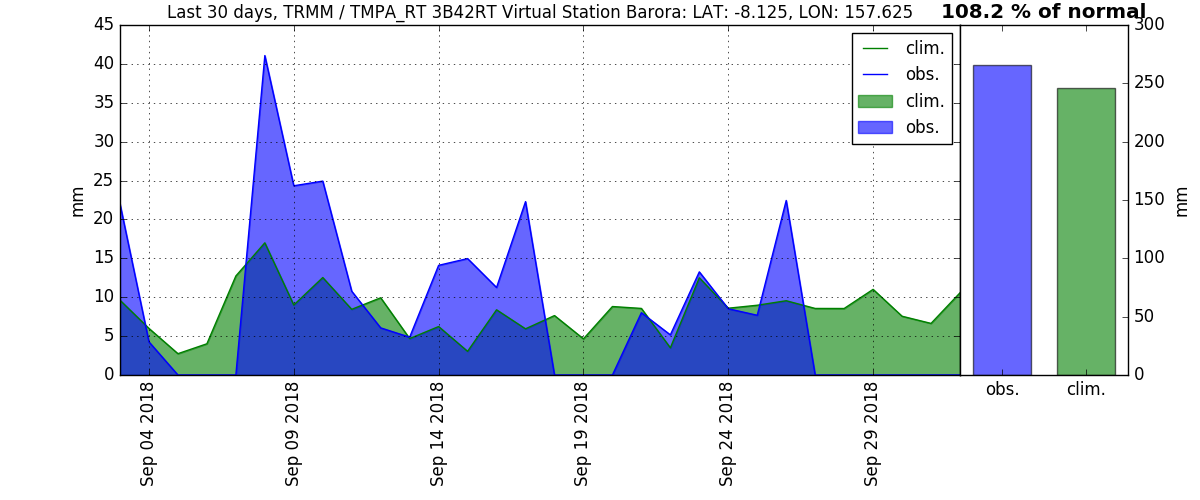 Last 30 days, TRMM / TMPA_RT 3B42RT Virtual Station Barora: LAT: -8.125, LON: 157.625
108.2 % of normal
45
40
35
30
25
20
15
10
5
0
mm
Sep 04 2018
Sep 09 2018
Sep 14 2018
Sep 19 2018
Sep 24 2018
Sep 29 2018
clim.
obs.
clim.
obs.
300
250
200
150
100
50
0
mm
obs.
clim.